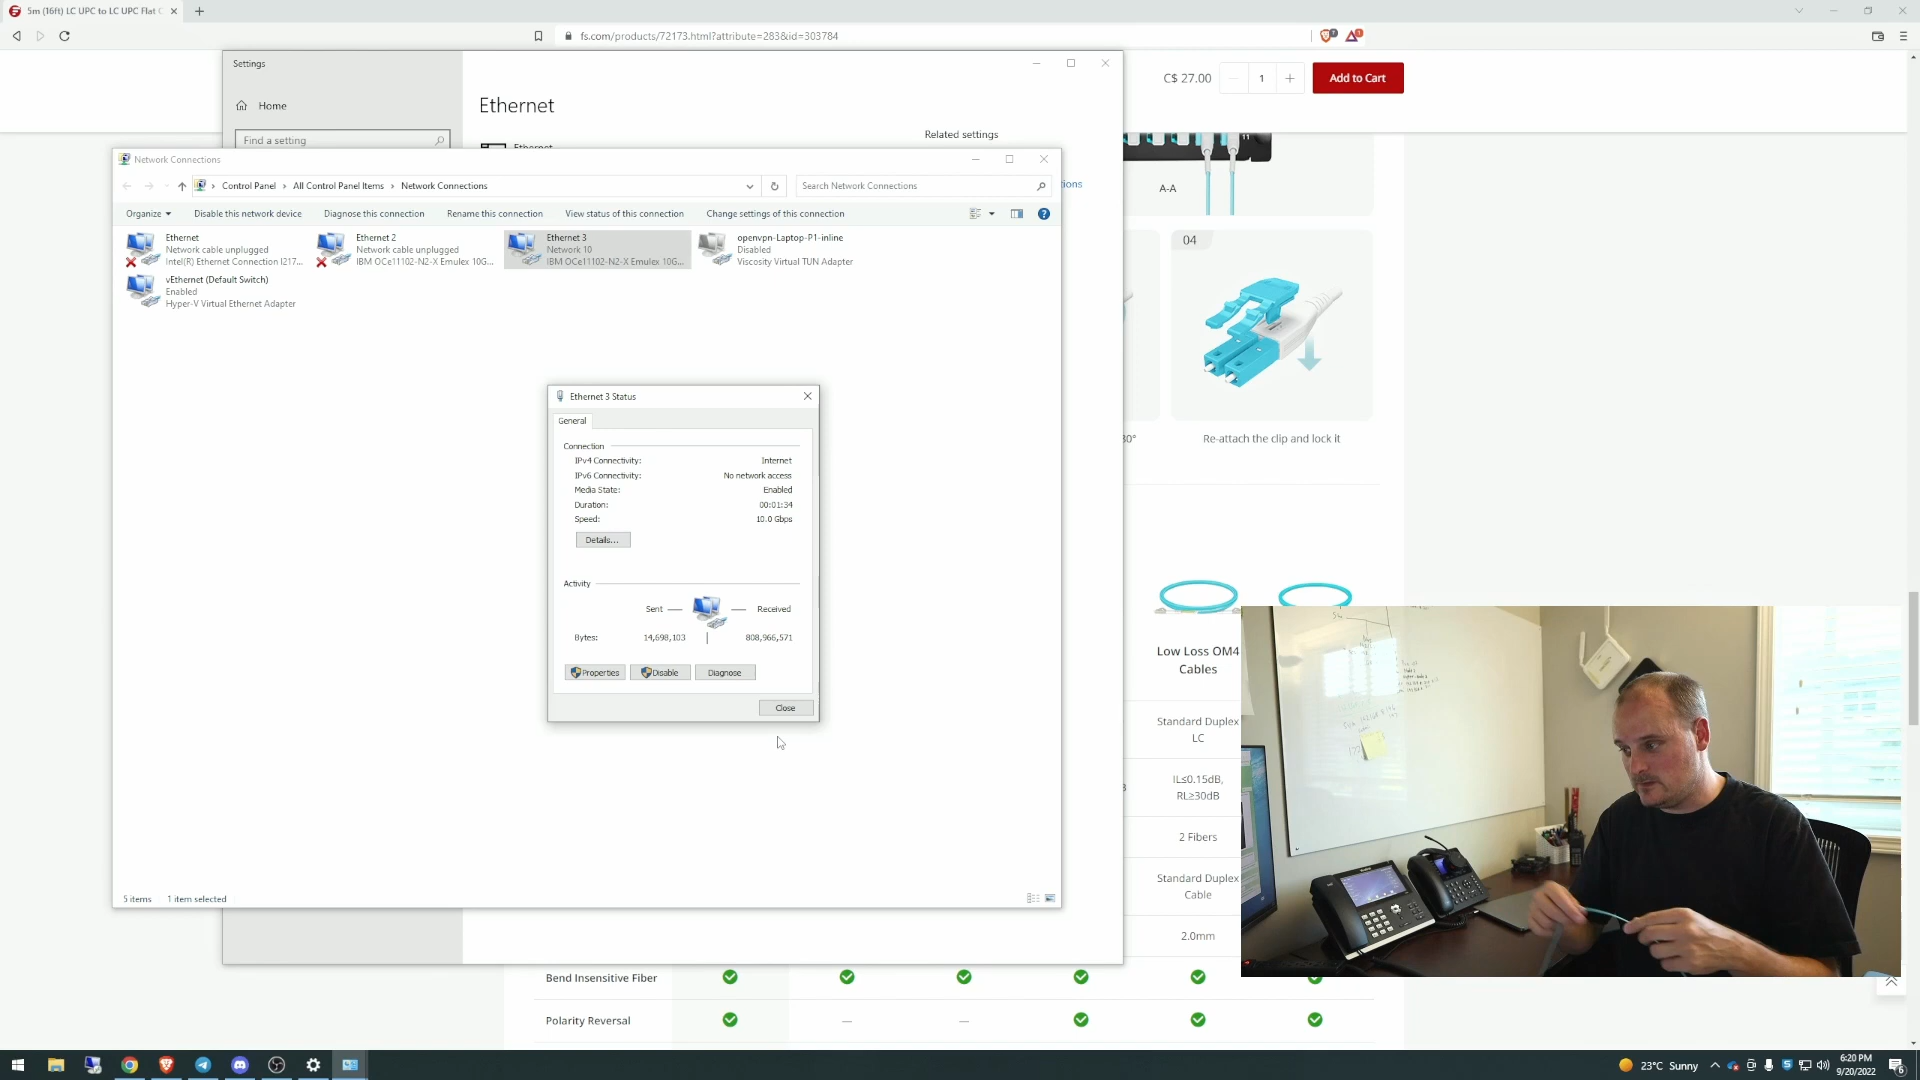 5m (16ft) LC UPC to LC UPC Flat C
fs.com/products/72173.html?attribute=283&id=303784
C$ 27.00
1
Add to Cart
Settings
Home
Find a setting
Ethernet
Ethernet
Related settings
A-A
04
Re-attach the clip and lock it
Network Connections
Control Panel > All Control Panel Items > Network Connections
Search Network Connections
Organize
Disable this network device
Diagnose this connection
Rename this connection
View status of this connection
Change settings of this connection
Ethernet
Network cable unplugged
Intel(R) Ethernet Connection I217...
Ethernet 2
Network cable unplugged
IBM OCe11102-N2-X Emulex 10G...
Ethernet 3
Network 10
IBM OCe11102-N2-X Emulex 10G...
openvpn-Laptop-P1-inline
Disabled
Viscosity Virtual TUN Adapter
vEthernet (Default Switch)
Enabled
Hyper-V Virtual Ethernet Adapter
Ethernet 3 Status
General
Connection
IPv4 Connectivity: Internet
IPv6 Connectivity: No network access
Media State: Enabled
Duration: 00:01:34
Speed: 10.0 Gbps
Details...
Activity
Sent
Received
Bytes: 14,698,103 808,966,571
Properties
Disable
Diagnose
Close
5 items
1 item selected
Low Loss OM4
Cables
Standard Duplex
LC
IL≤0.15dB,
RL≥30dB
2 Fibers
Standard Duplex
Cable
2.0mm
Bend Insensitive Fiber
Polarity Reversal
23°C Sunny
6:20 PM
9/20/2022